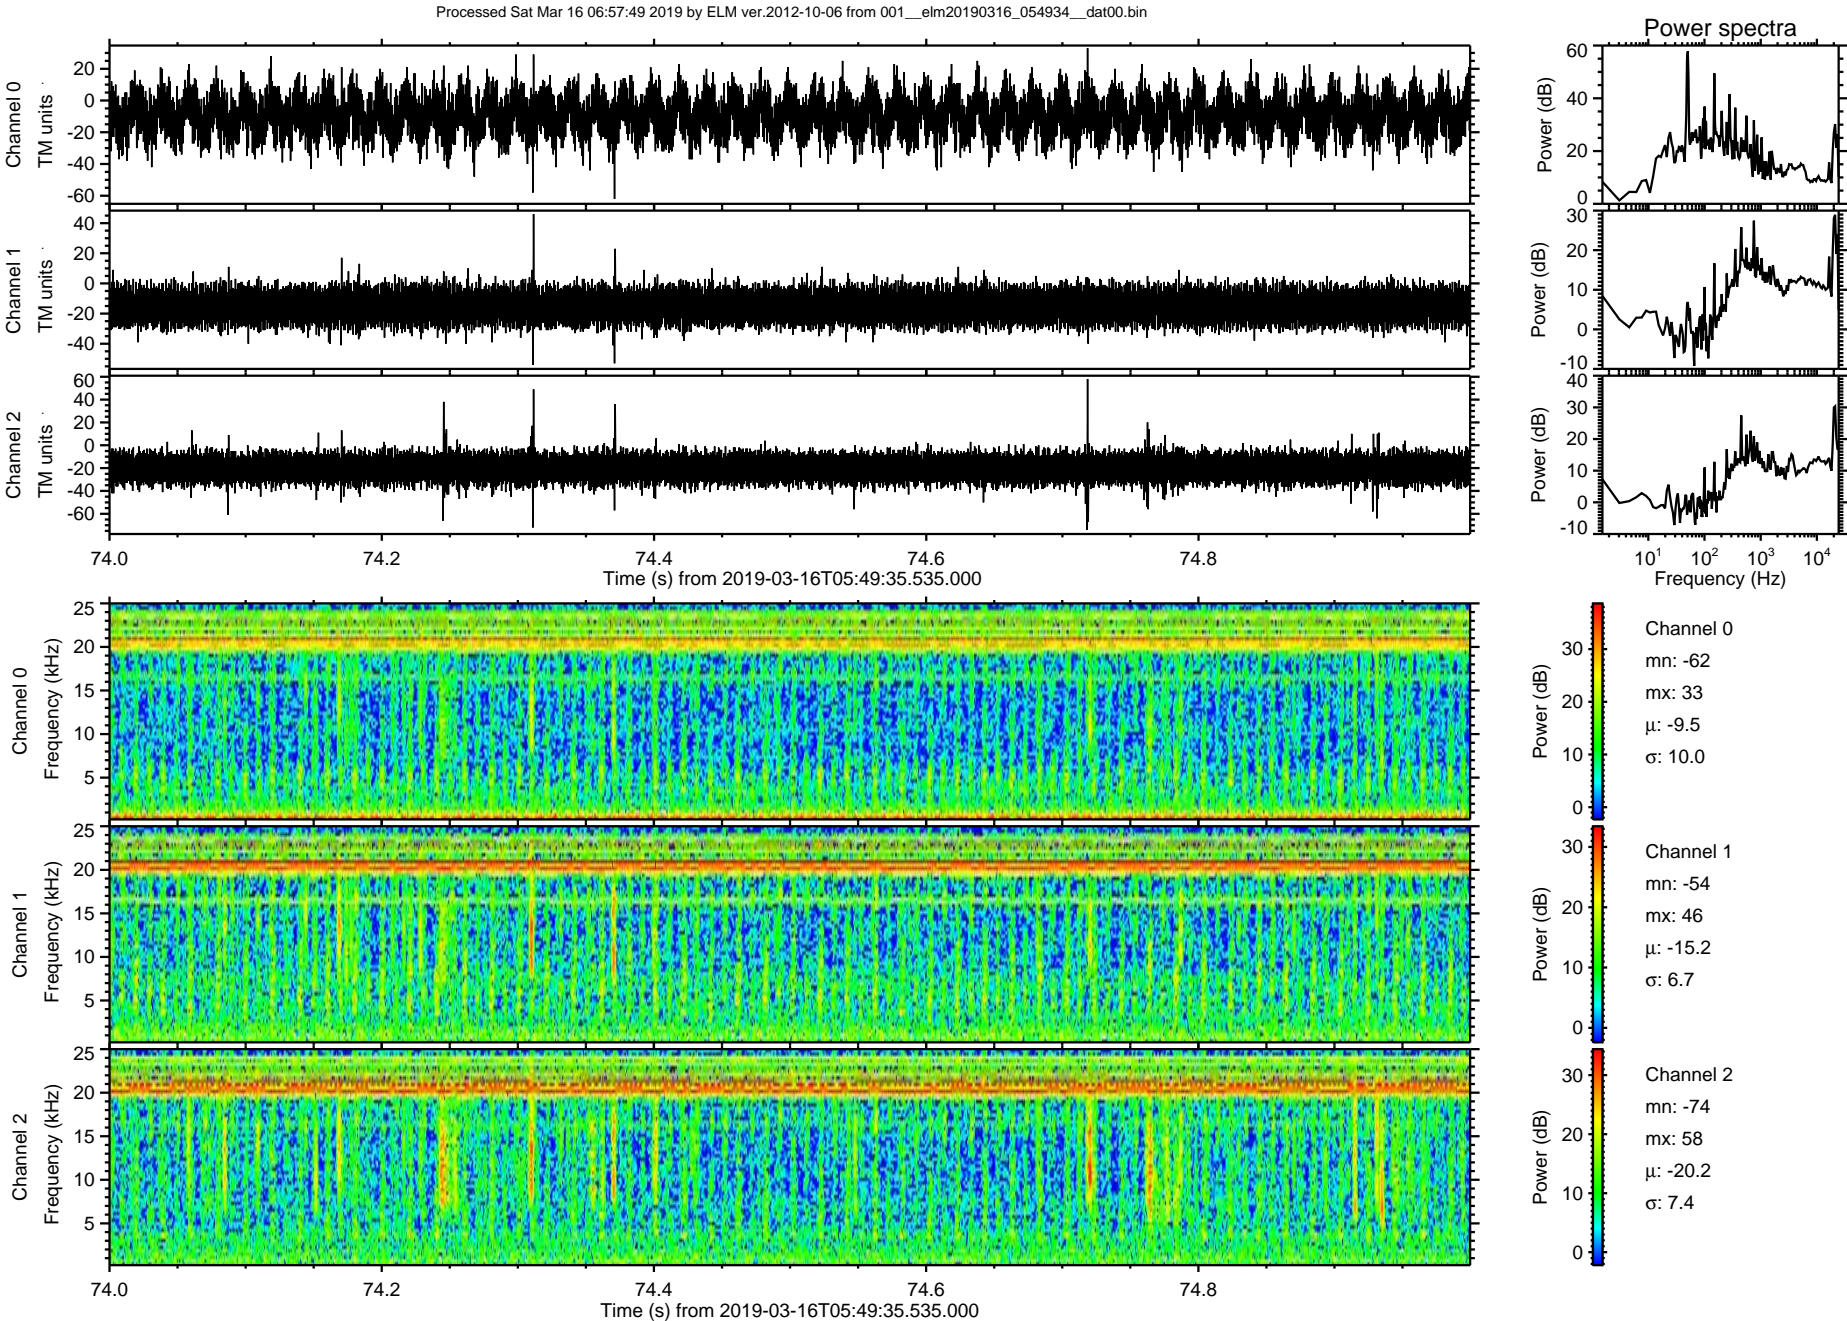 Processed Sat Mar 16 06:57:49 2019 by ELM ver.2012-10-06 from 001__elm20190316_054934__dat00.bin
Power spectra
Channel 0
TM units
20
0
-20
-40
-60
Power (dB)
60
40
20
0
Channel 1
TM units
40
20
0
-20
-40
Power (dB)
30
20
10
0
-10
Channel 2
TM units
60
40
20
0
-20
-40
-60
Power (dB)
40
30
20
10
0
-10
74.0 74.2 74.4 74.6 74.8
Time (s) from 2019-03-16T05:49:35.535.000
10^1 10^2 10^3 10^4
Frequency (Hz)
Channel 0
Frequency (kHz)
25
20
15
10
5
Power (dB)
30
20
10
0
Channel 0
mn: -62
mx: 33
μ: -9.5
σ: 10.0
Channel 1
Frequency (kHz)
25
20
15
10
5
Power (dB)
30
20
10
0
Channel 1
mn: -54
mx: 46
μ: -15.2
σ: 6.7
Channel 2
Frequency (kHz)
25
20
15
10
5
Power (dB)
30
20
10
0
Channel 2
mn: -74
mx: 58
μ: -20.2
σ: 7.4
74.0 74.2 74.4 74.6 74.8
Time (s) from 2019-03-16T05:49:35.535.000